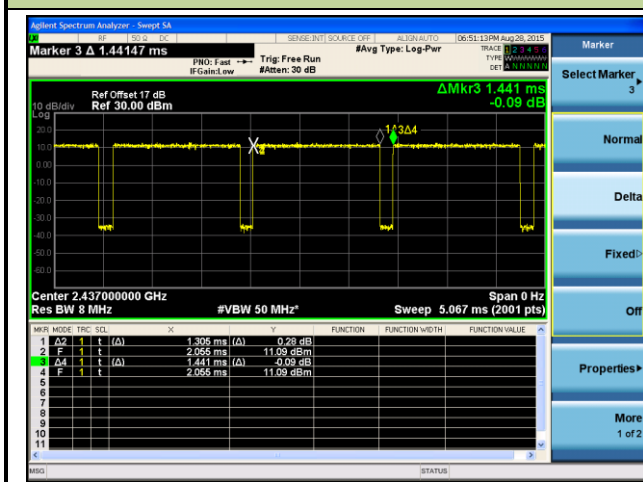 Agilent Spectrum Analyzer - Swept SA
RF 50 Ω DC SENSE:INT SOURCE OFF ALIGN AUTO 06:51:13PM Aug 28, 2015
Marker 3 Δ 1.44147 ms
#Avg Type: Log-Pwr
TRACE 1 2 3 4 5 6
TYPE
DET A N N N N N
PNO: Fast Trig: Free Run
IFGain:Low #Atten: 30 dB
Marker
Select Marker
3
Normal
Delta
Fixed
Off
Properties
More
1 of 2
ΔMkr3 1.441 ms
-0.09 dB
Ref Offset 17 dB
10 dB/div Ref 30.00 dBm
Log
20.0
10.0
0.00
-10.0
-20.0
-30.0
-40.0
-50.0
-60.0
3Δ4
Center 2.437000000 GHz Span 0 Hz
Res BW 8 MHz #VBW 50 MHz* Sweep 5.067 ms (2001 pts)
MKR MODE TRC SCL X Y FUNCTION FUNCTION WIDTH FUNCTION VALUE
1 Δ2 1 t (Δ) 1.305 ms (Δ) 0.28 dB
2 F 1 t 2.055 ms 11.09 dBm
3 Δ4 1 t (Δ) 1.441 ms (Δ) -0.09 dB
4 F 1 t 2.055 ms 11.09 dBm
5
6
7
8
9
10
11
MSG STATUS